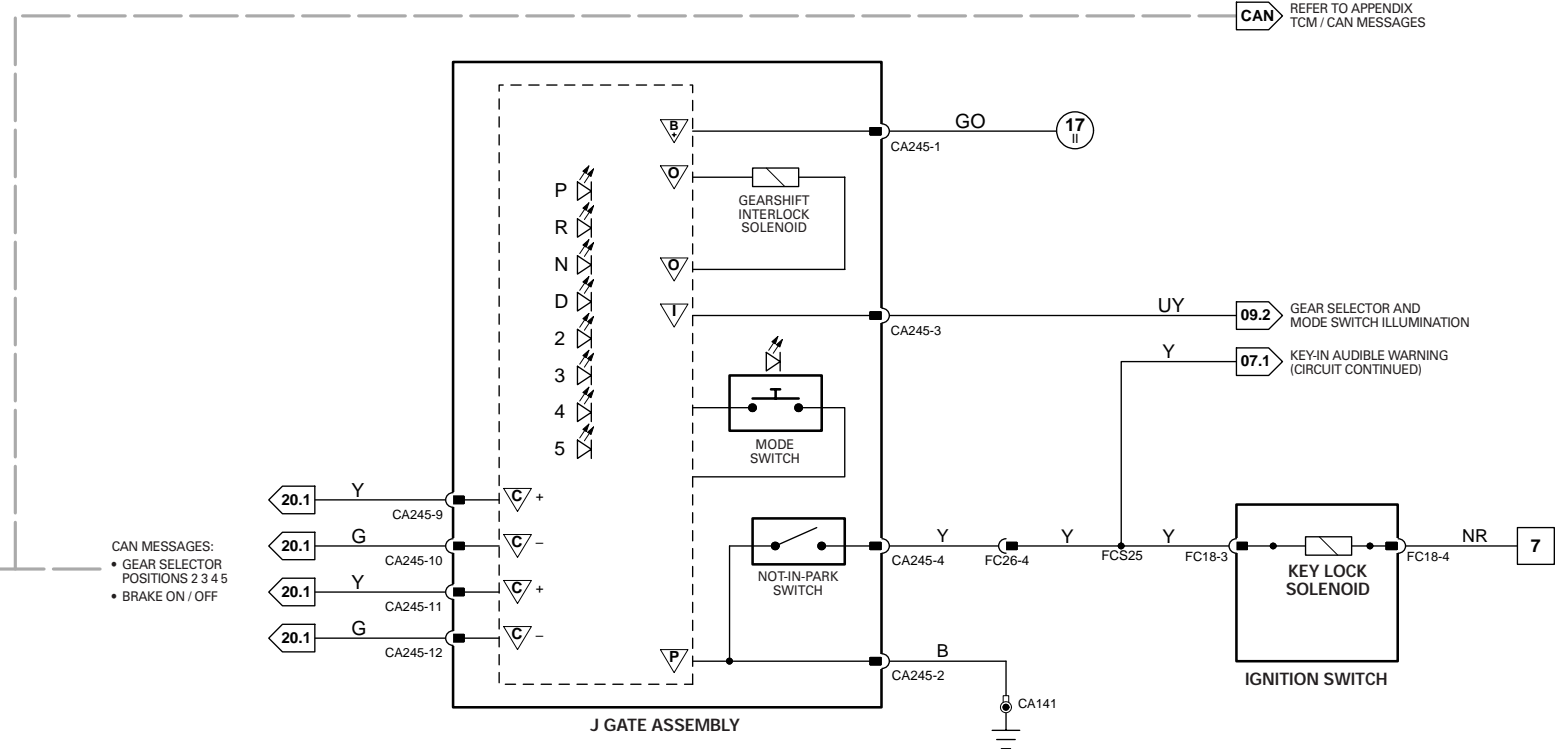 CAN
REFER TO APPENDIX
TCM / CAN MESSAGES
B
+
GO
17
II
CA245-1
P
O
GEARSHIFT
INTERLOCK
SOLENOID
R
N
O
D
I
UY
09.2
GEAR SELECTOR AND
MODE SWITCH ILLUMINATION
CA245-3
2
Y
07.1
KEY-IN AUDIBLE WARNING
(CIRCUIT CONTINUED)
3
4
MODE
SWITCH
5
20.1
Y
C
+
CA245-9
20.1
G
C
–
CA245-10
CAN MESSAGES:
• GEAR SELECTOR
POSITIONS 2 3 4 5
• BRAKE ON / OFF
20.1
Y
C
+
CA245-11
20.1
G
C
–
CA245-12
NOT-IN-PARK
SWITCH
Y
CA245-4
FC26-4
Y
FCS25
Y
FC18-3
KEY LOCK
SOLENOID
FC18-4
NR
7
P
B
CA245-2
CA141
IGNITION SWITCH
J GATE ASSEMBLY